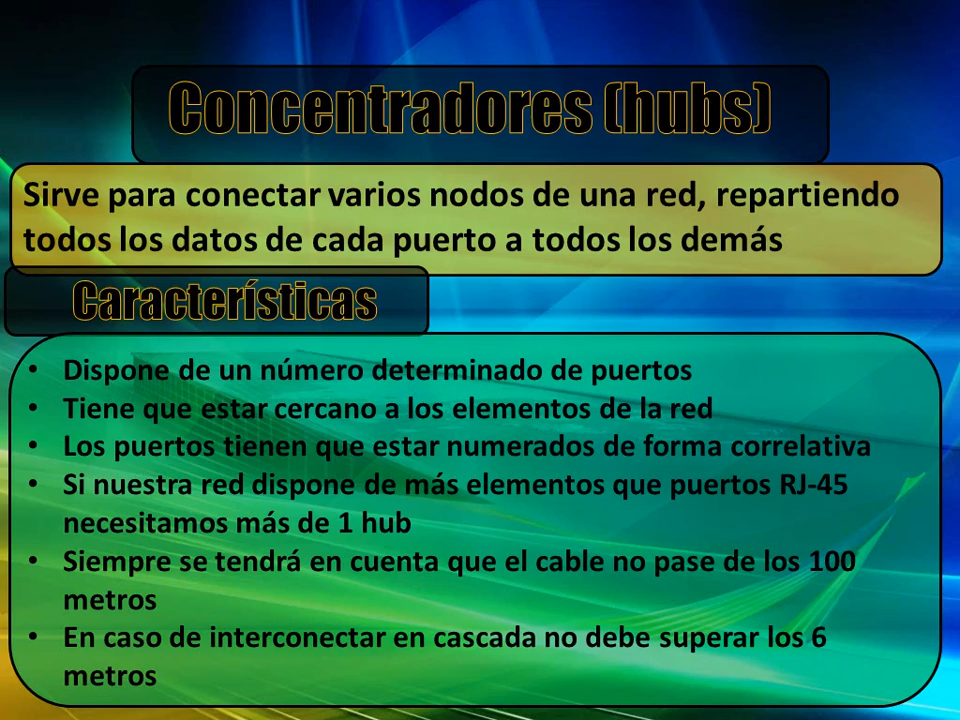 Concentradores (hubs)
Sirve para conectar varios nodos de una red, repartiendo
todos los datos de cada puerto a todos los demás
Características
• Dispone de un número determinado de puertos
• Tiene que estar cercano a los elementos de la red
• Los puertos tienen que estar numerados de forma correlativa
• Si nuestra red dispone de más elementos que puertos RJ-45
necesitamos más de 1 hub
• Siempre se tendrá en cuenta que el cable no pase de los 100
metros
• En caso de interconectar en cascada no debe superar los 6
metros